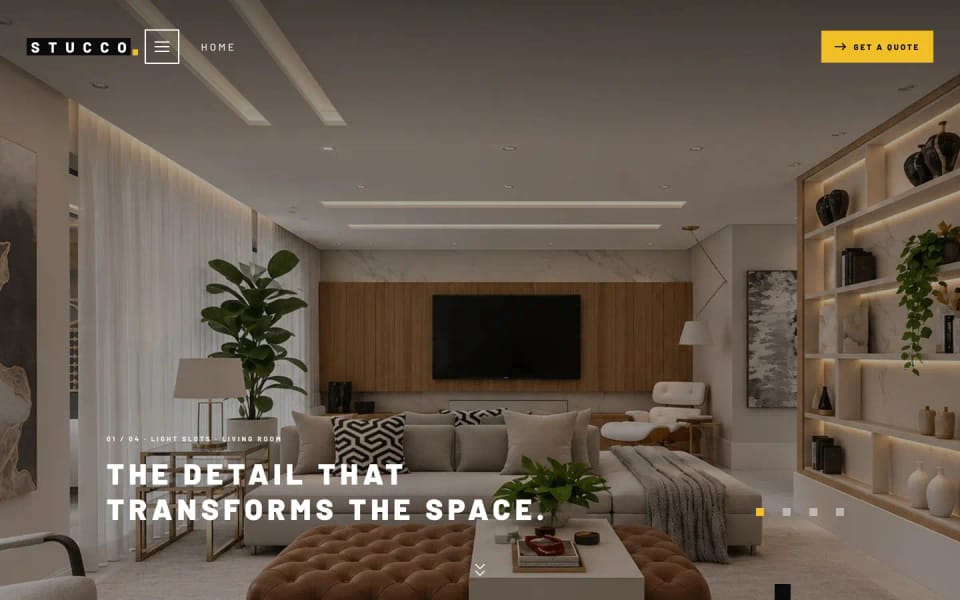 STUCCO.
HOME
GET A QUOTE
01 / 04 - LIGHT SLOTS - LIVING ROOM
THE DETAIL THAT
TRANSFORMS THE SPACE.